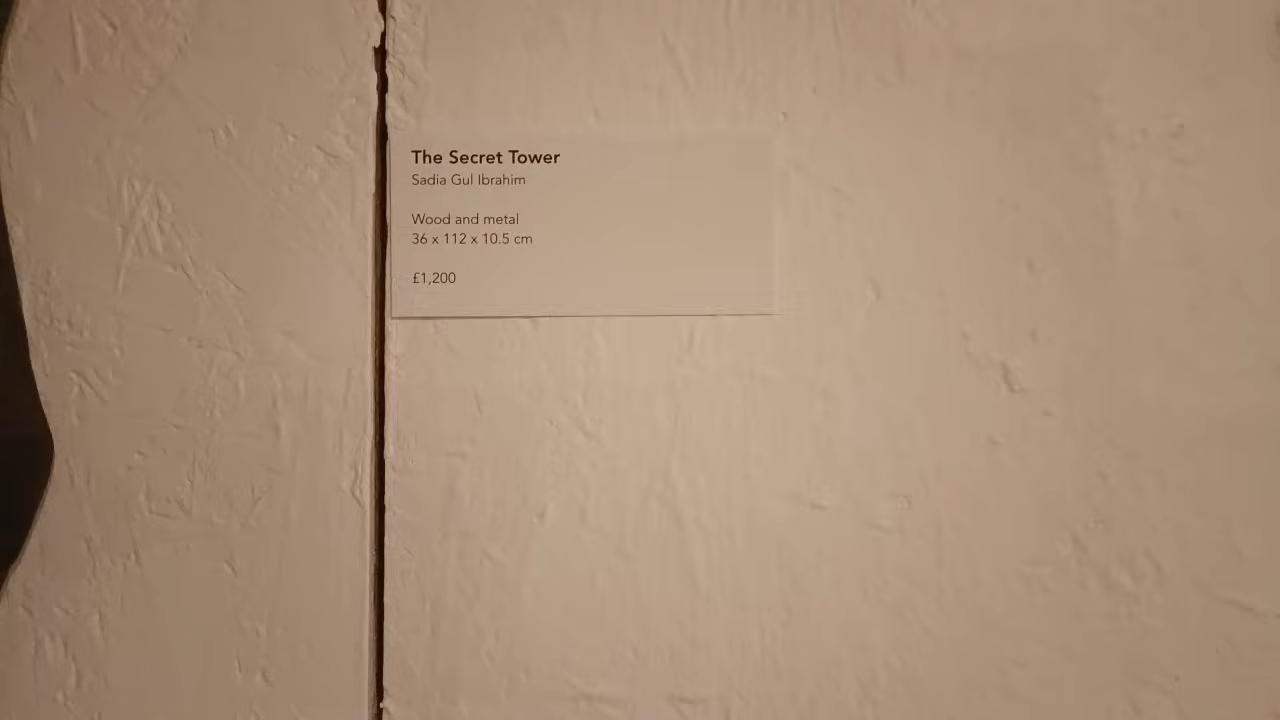 The Secret Tower
Sadia Gul Ibrahim
Wood and metal
36 x 112 x 10.5 cm
£1,200